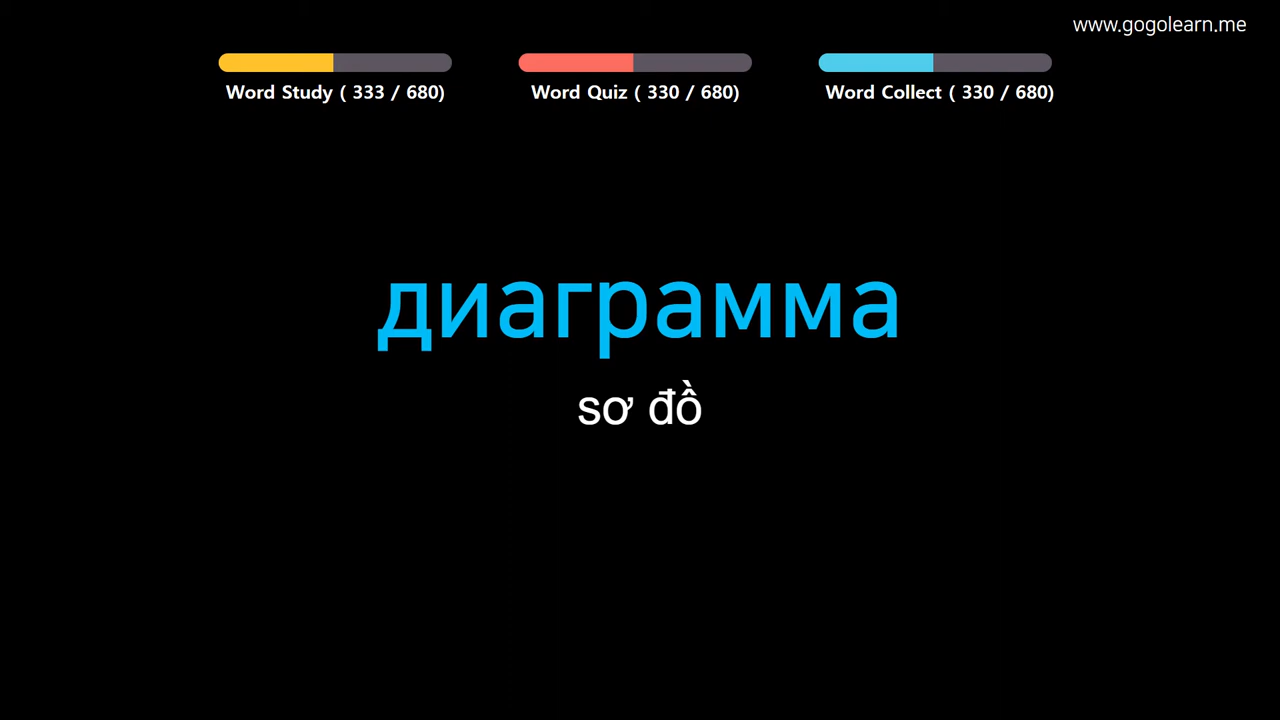 www.gogolearn.me
Word Study ( 333 / 680)
Word Quiz ( 330 / 680)
Word Collect ( 330 / 680)
диаграмма
sơ đồ